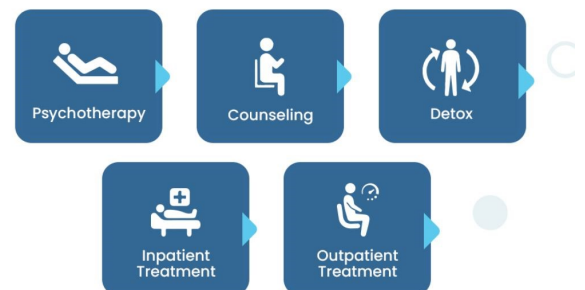 Psychotherapy
Counseling
Detox
Inpatient
Treatment
Outpatient
Treatment